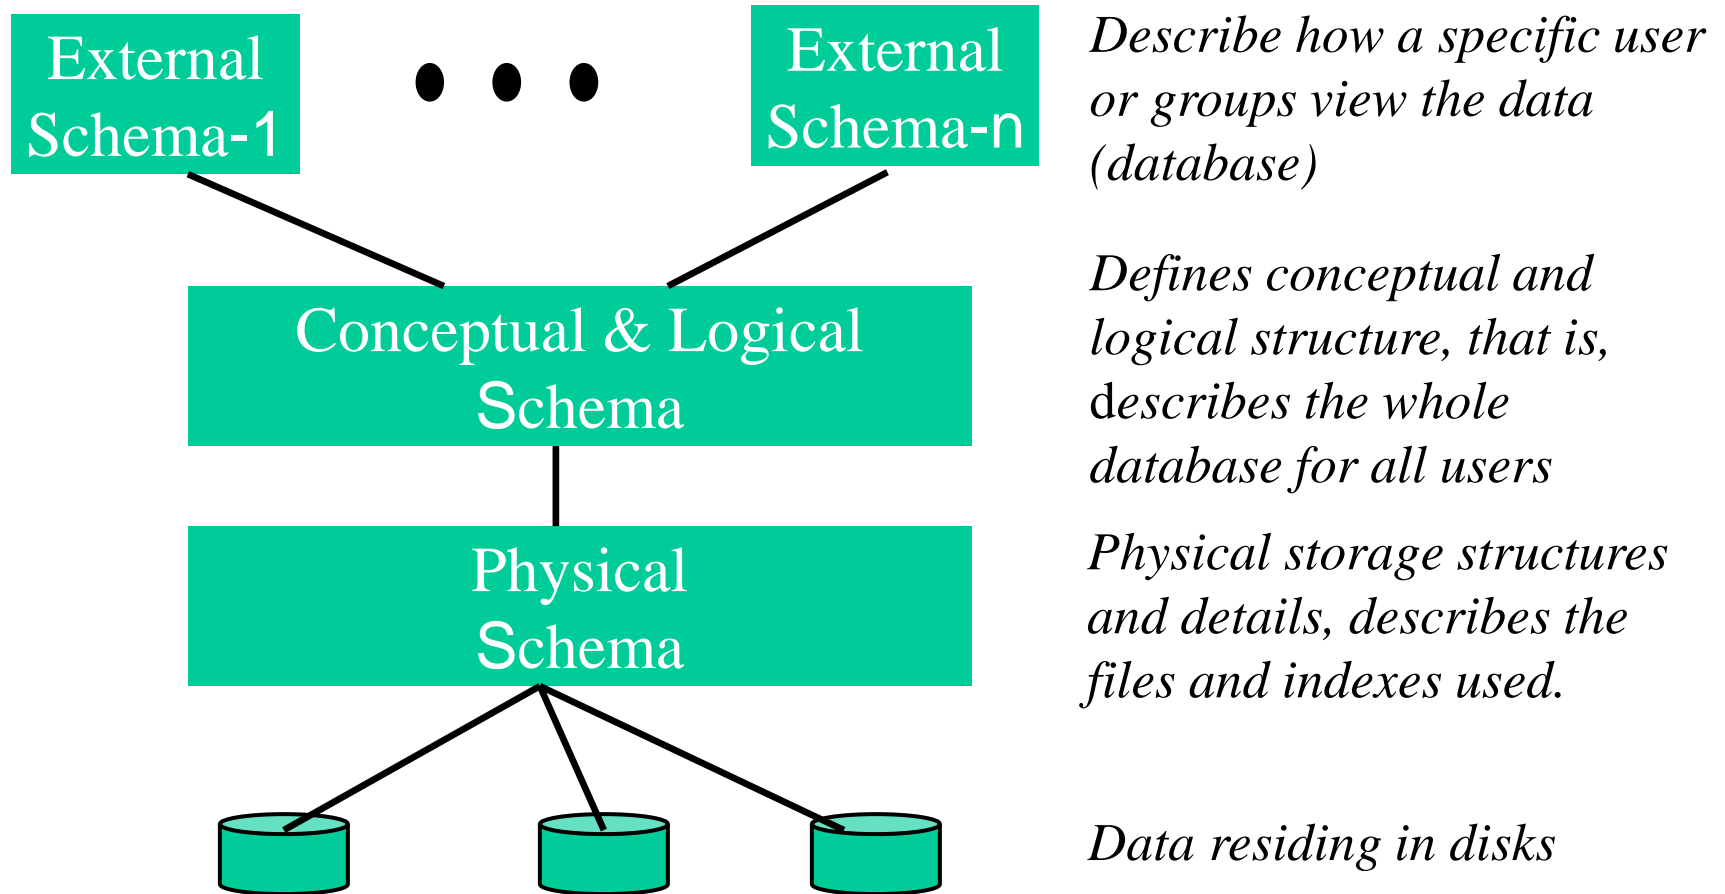 External
Schema-1
External
Schema-n
Describe how a specific user
or groups view the data
(database)
Conceptual & Logical
Schema
Defines conceptual and
logical structure, that is,
describes the whole
database for all users
Physical
Schema
Physical storage structures
and details, describes the
files and indexes used.
Data residing in disks